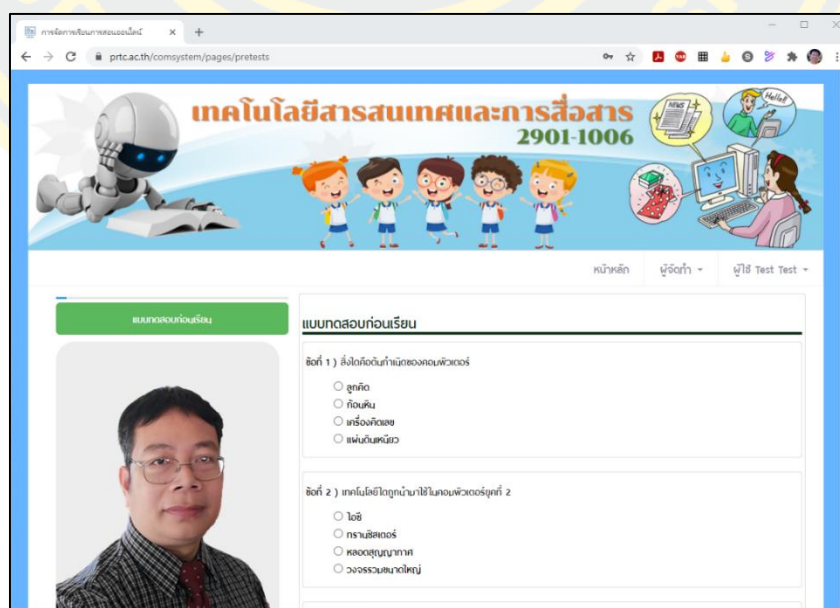 การจัดการเรียนการสอนออนไลน์
prtc.ac.th/comsystem/pages/pretests
เทคโนโลยีสารสนเทศและการสื่อสาร
2901-1006
NEWS
Hello!
หน้าหลัก ผู้จัดทำ ผู้ใช้ Test Test
แบบทดสอบก่อนเรียน
แบบทดสอบก่อนเรียน
ข้อที่ 1 ) สิ่งใดคือต้นกำเนิดของคอมพิวเตอร์
ลูกคิด
ก้อนหิน
เครื่องคิดเลข
แผ่นดินเหนียว
ข้อที่ 2 ) เทคโนโลยีใดถูกนำมาใช้ในคอมพิวเตอร์ยุคที่ 2
ไอซี
ทรานซิสเตอร์
หลอดสุญญากาศ
วงจรรวมขนาดใหญ่